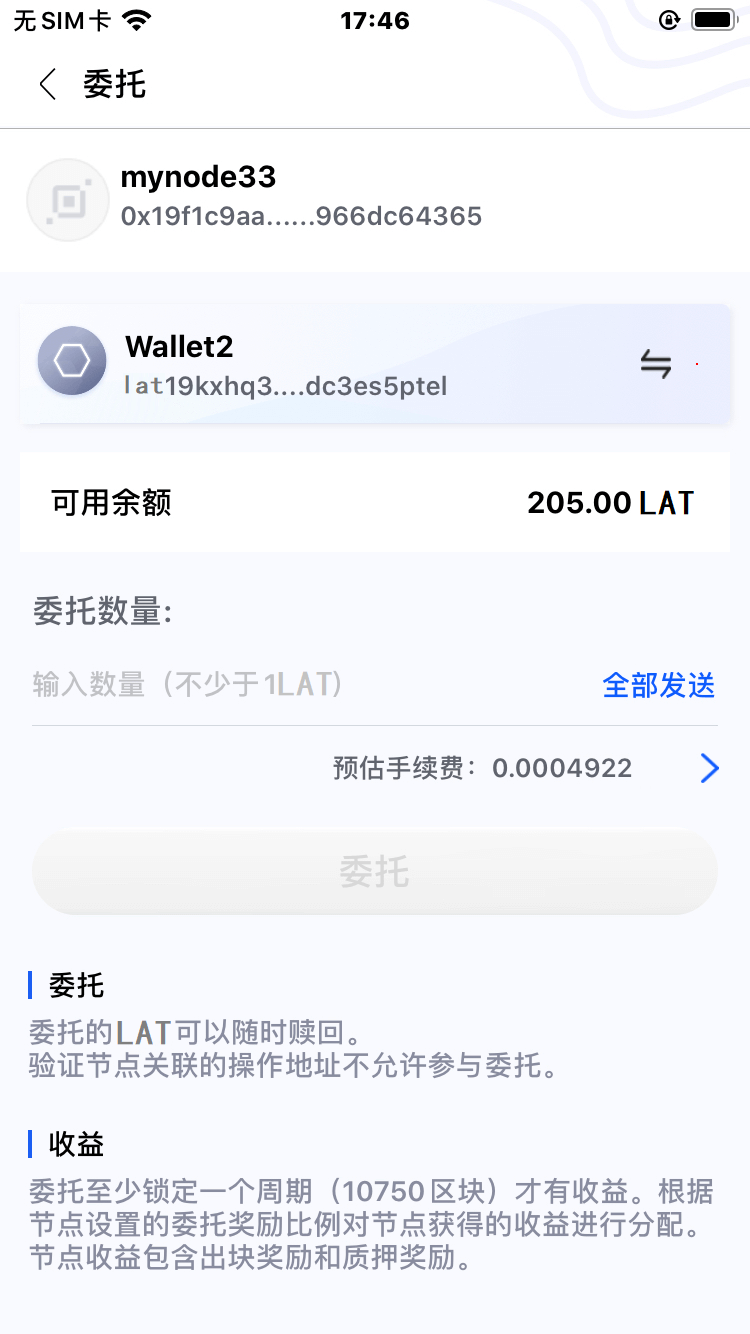 无SIM卡
17:46
委托
mynode33
0x19f1c9aa......966dc64365
Wallet2
lat19kxhq3....dc3es5ptel
可用余额
205.00 LAT
委托数量:
输入数量（不少于1LAT）
全部发送
预估手续费：0.0004922
委托
委托
委托的LAT可以随时赎回。
验证节点关联的操作地址不允许参与委托。
收益
委托至少锁定一个周期（10750区块）才有收益。根据
节点设置的委托奖励比例对节点获得的收益进行分配。
节点收益包含出块奖励和质押奖励。